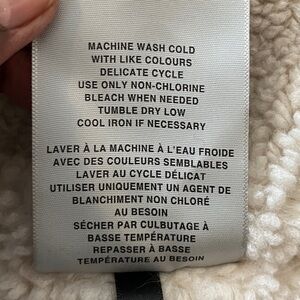 MACHINE WASH COLD
WITH LIKE COLOURS
DELICATE CYCLE
USE ONLY NON-CHLORINE
BLEACH WHEN NEEDED
TUMBLE DRY LOW
COOL IRON IF NECESSARY
LAVER À LA MACHINE À L'EAU FROIDE
AVEC DES COULEURS SEMBLABLES
LAVER AU CYCLE DÉLICAT
UTILISER UNIQUEMENT UN AGENT DE
BLANCHIMENT NON CHLORÉ
AU BESOIN
SÉCHER PAR CULBUTAGE À
BASSE TEMPÉRATURE
REPASSER À BASSE
TEMPÉRATURE AU BESOIN